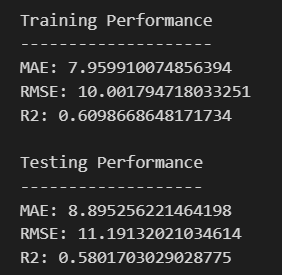 Training Performance
--------------------
MAE: 7.959910074856394
RMSE: 10.001794718033251
R2: 0.6098668648171734
Testing Performance
-------------------
MAE: 8.895256221464198
RMSE: 11.19132021034614
R2: 0.5801703029028775